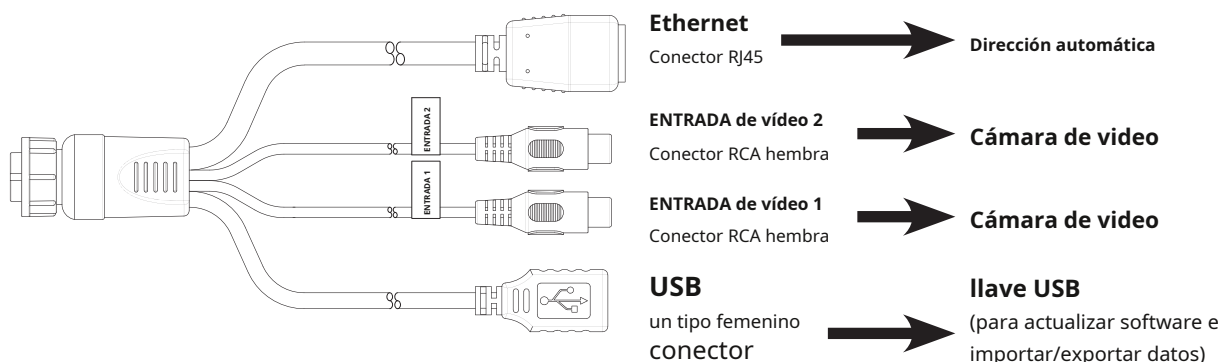 Ethernet
Conector RJ45
Dirección automática
ENTRADA 2
ENTRADA de vídeo 2
Conector RCA hembra
Cámara de video
ENTRADA 1
ENTRADA de vídeo 1
Conector RCA hembra
Cámara de video
USB
un tipo femenino
conector
llave USB
(para actualizar software e
importar/exportar datos)